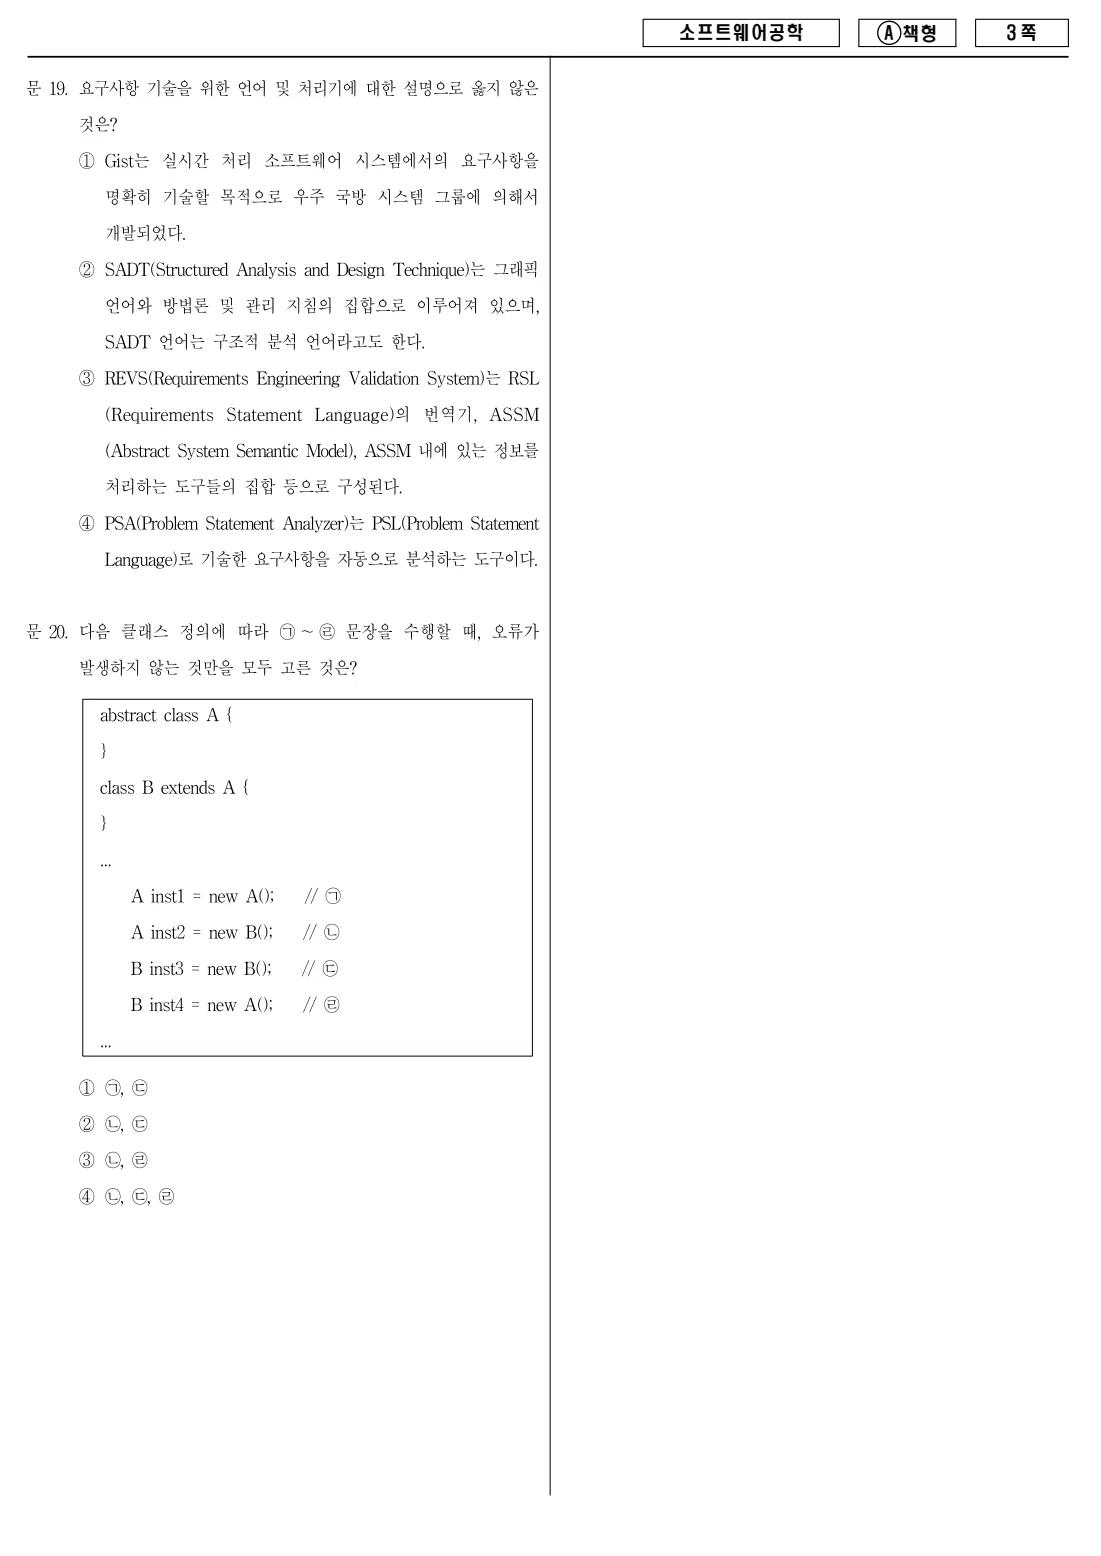 소프트웨어공학
Ⓐ책형
3 쪽
문 19. 요구사항 기술을 위한 언어 및 처리기에 대한 설명으로 옳지 않은
것은?
① Gist는 실시간 처리 소프트웨어 시스템에서의 요구사항을
명확히 기술할 목적으로 우주 국방 시스템 그룹에 의해서
개발되었다.
② SADT(Structured Analysis and Design Technique)는 그래픽
언어와 방법론 및 관리 지침의 집합으로 이루어져 있으며,
SADT 언어는 구조적 분석 언어라고도 한다.
③ REVS(Requirements Engineering Validation System)는 RSL
(Requirements Statement Language)의 번역기, ASSM
(Abstract System Semantic Model), ASSM 내에 있는 정보를
처리하는 도구들의 집합 등으로 구성된다.
④ PSA(Problem Statement Analyzer)는 PSL(Problem Statement
Language)로 기술한 요구사항을 자동으로 분석하는 도구이다.
문 20. 다음 클래스 정의에 따라 ㉠ ~ ㉣ 문장을 수행할 때, 오류가
발생하지 않는 것만을 모두 고른 것은?
abstract class A {
}
class B extends A {
}
...
A inst1 = new A(); // ㉠
A inst2 = new B(); // ㉡
B inst3 = new B(); // ㉢
B inst4 = new A(); // ㉣
...
① ㉠, ㉢
② ㉡, ㉢
③ ㉡, ㉣
④ ㉡, ㉢, ㉣